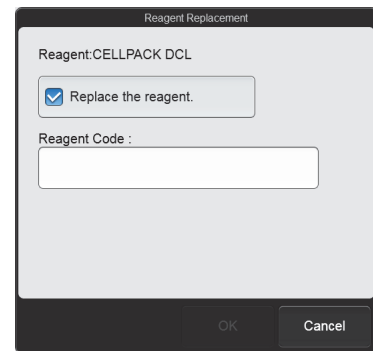 Reagent Replacement
Reagent:CELLPACK DCL
Replace the reagent.
Reagent Code :
OK Cancel